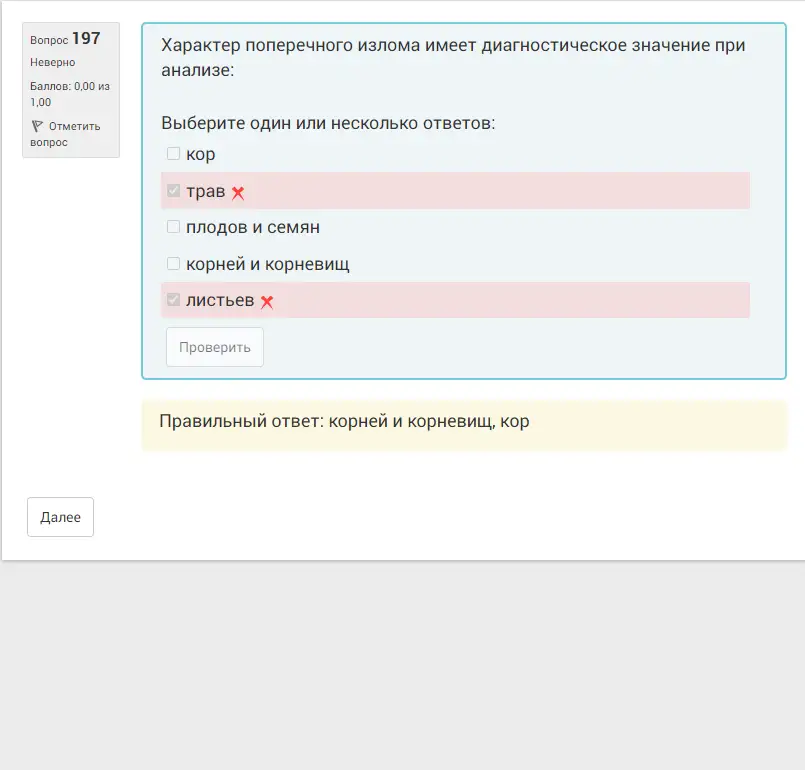 Вопрос 197
Неверно
Баллов: 0,00 из
1,00
Отметить
вопрос
Характер поперечного излома имеет диагностическое значение при
анализе:
Выберите один или несколько ответов:
кор
трав
плодов и семян
корней и корневищ
листьев
Проверить
Правильный ответ: корней и корневищ, кор
Далее